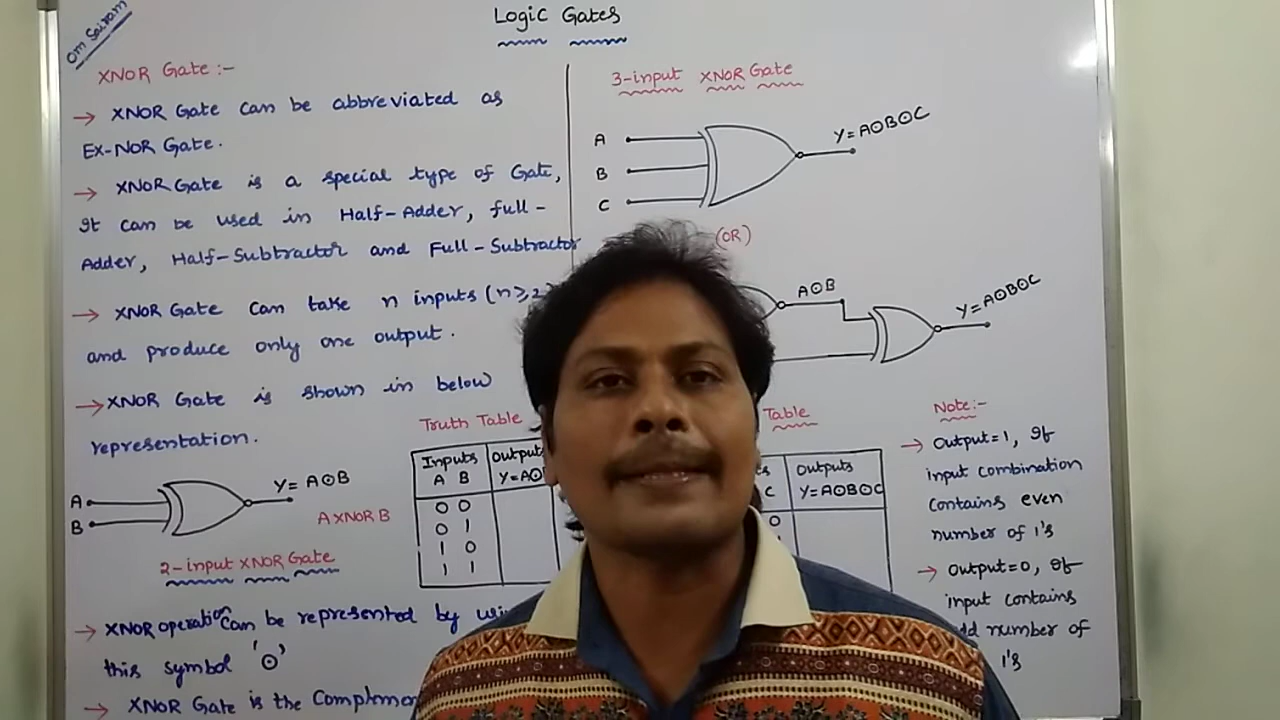 Om Sairam
Logic Gates
XNOR Gate:-
→ XNOR Gate can be abbreviated as
EX-NOR Gate.
→ XNOR Gate is a special type of Gate,
It can be used in Half-Adder, full-
Adder, Half-Subtractor and Full-Subtractor
→ XNOR Gate can take n inputs (n≥2)
and produce only one output.
→ XNOR Gate is shown in below
representation.
A
B
Y= A⊙B
A XNOR B
2-input XNOR Gate
Truth Table
Inputs Outputs
A B Y=A⊙
0 0
0 1
1 0
1 1
→ XNOR operation can be represented by
this symbol '⊙'
→ XNOR Gate is the
3-input XNOR Gate
A
B
C
Y=A⊙B⊙C
(OR)
A⊙B
Y=A⊙B⊙C
Table
Outputs
C Y=A⊙B⊙C
0
Note:-
→ Output=1, If
input combination
contains even
number of 1's
→ Output=0, If
input contains
number of
1's